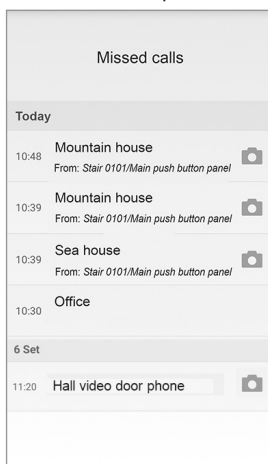 Missed calls
Today
10:48 Mountain house
From: Stair 0101/Main push button panel
10:39 Mountain house
From: Stair 0101/Main push button panel
10:39 Sea house
From: Stair 0101/Main push button panel
10:30 Office
6 Set
11:20 Hall video door phone